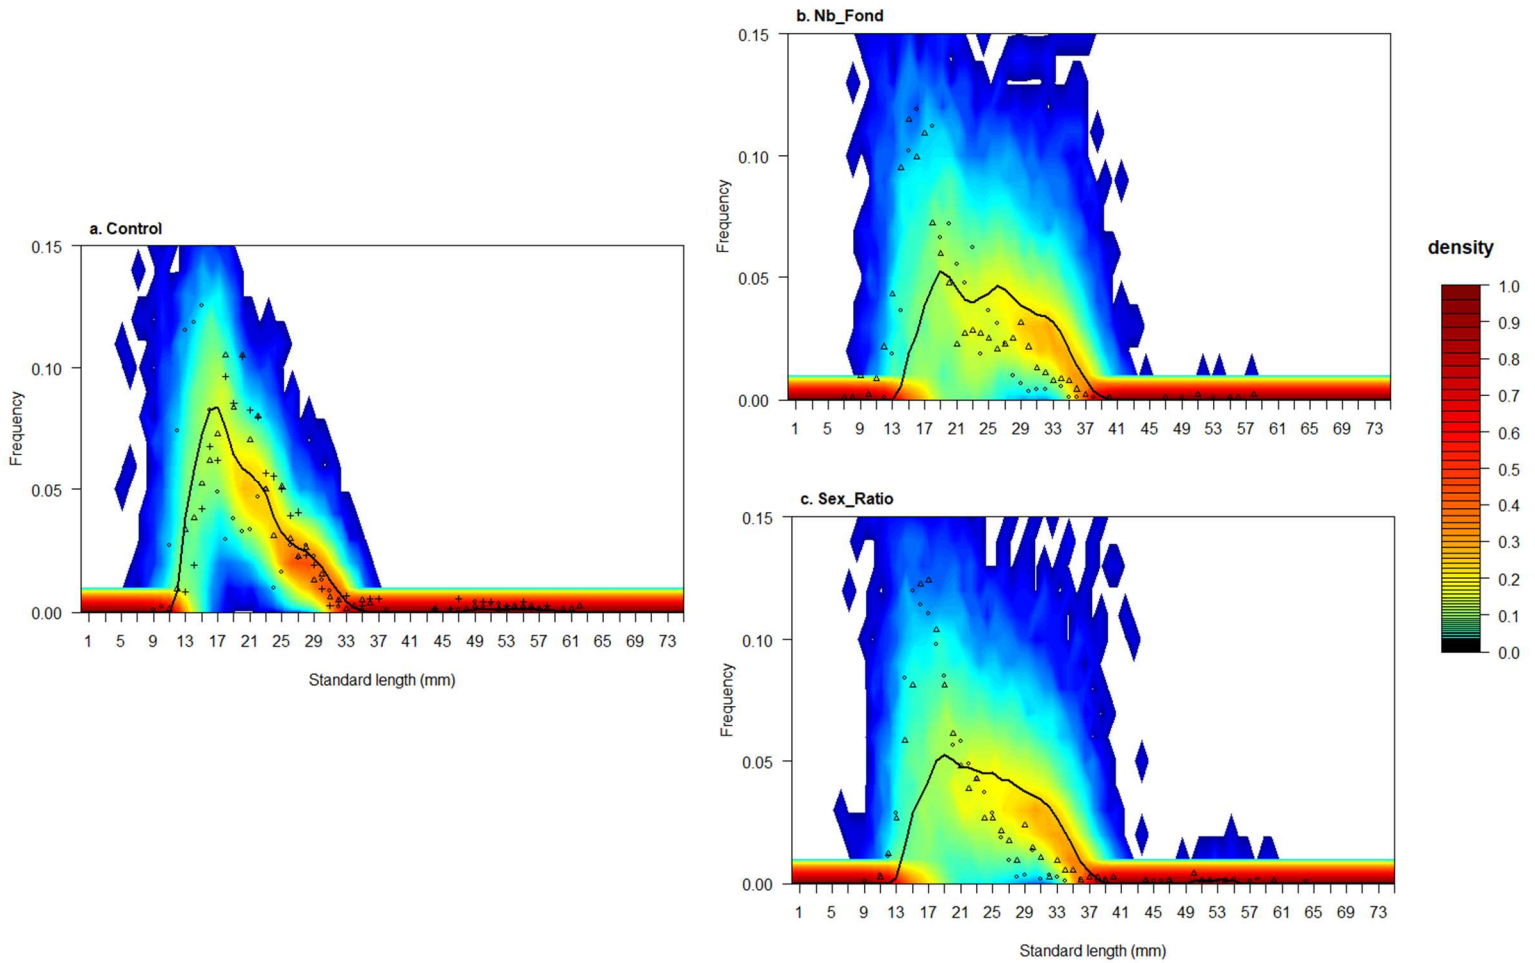 a. Control
Frequency
0.15
0.10
0.05
0.00
1 5 9 13 17 21 25 29 33 37 41 45 49 53 57 61 65 69 73
Standard length (mm)
b. Nb_Fond
Frequency
0.15
0.10
0.05
0.00
1 5 9 13 17 21 25 29 33 37 41 45 49 53 57 61 65 69 73
c. Sex_Ratio
Frequency
0.15
0.10
0.05
0.00
1 5 9 13 17 21 25 29 33 37 41 45 49 53 57 61 65 69 73
Standard length (mm)
density
1.0
0.9
0.8
0.7
0.6
0.5
0.4
0.3
0.2
0.1
0.0